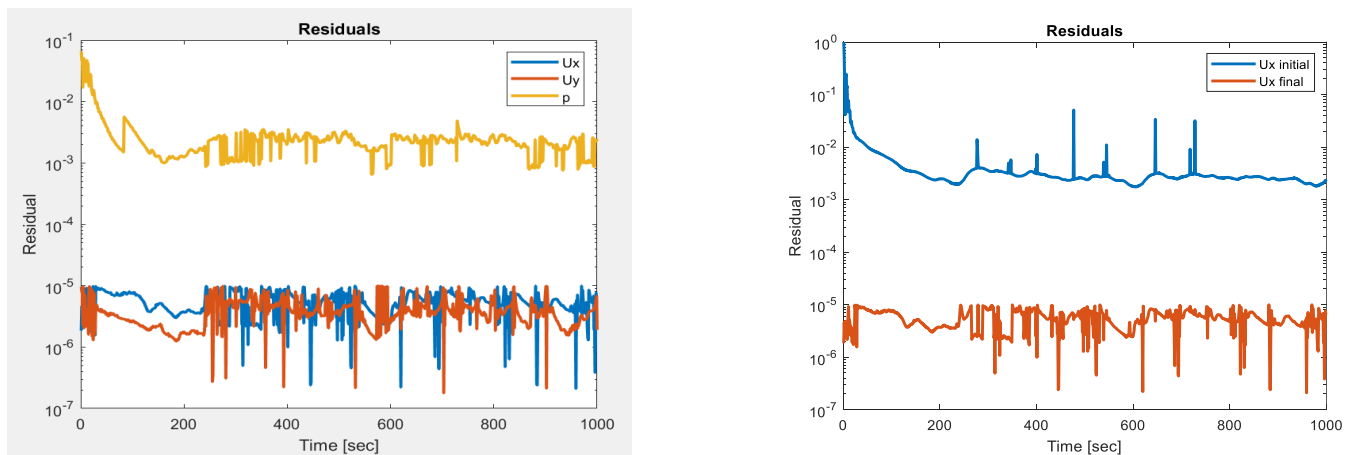 Residuals
Ux
Uy
p
10^-1
10^-2
10^-3
10^-4
10^-5
10^-6
10^-7
Residual
0 200 400 600 800 1000
Time [sec]
Residuals
Ux initial
Ux final
10^0
10^-1
10^-2
10^-3
10^-4
10^-5
10^-6
10^-7
Residual
0 200 400 600 800 1000
Time [sec]